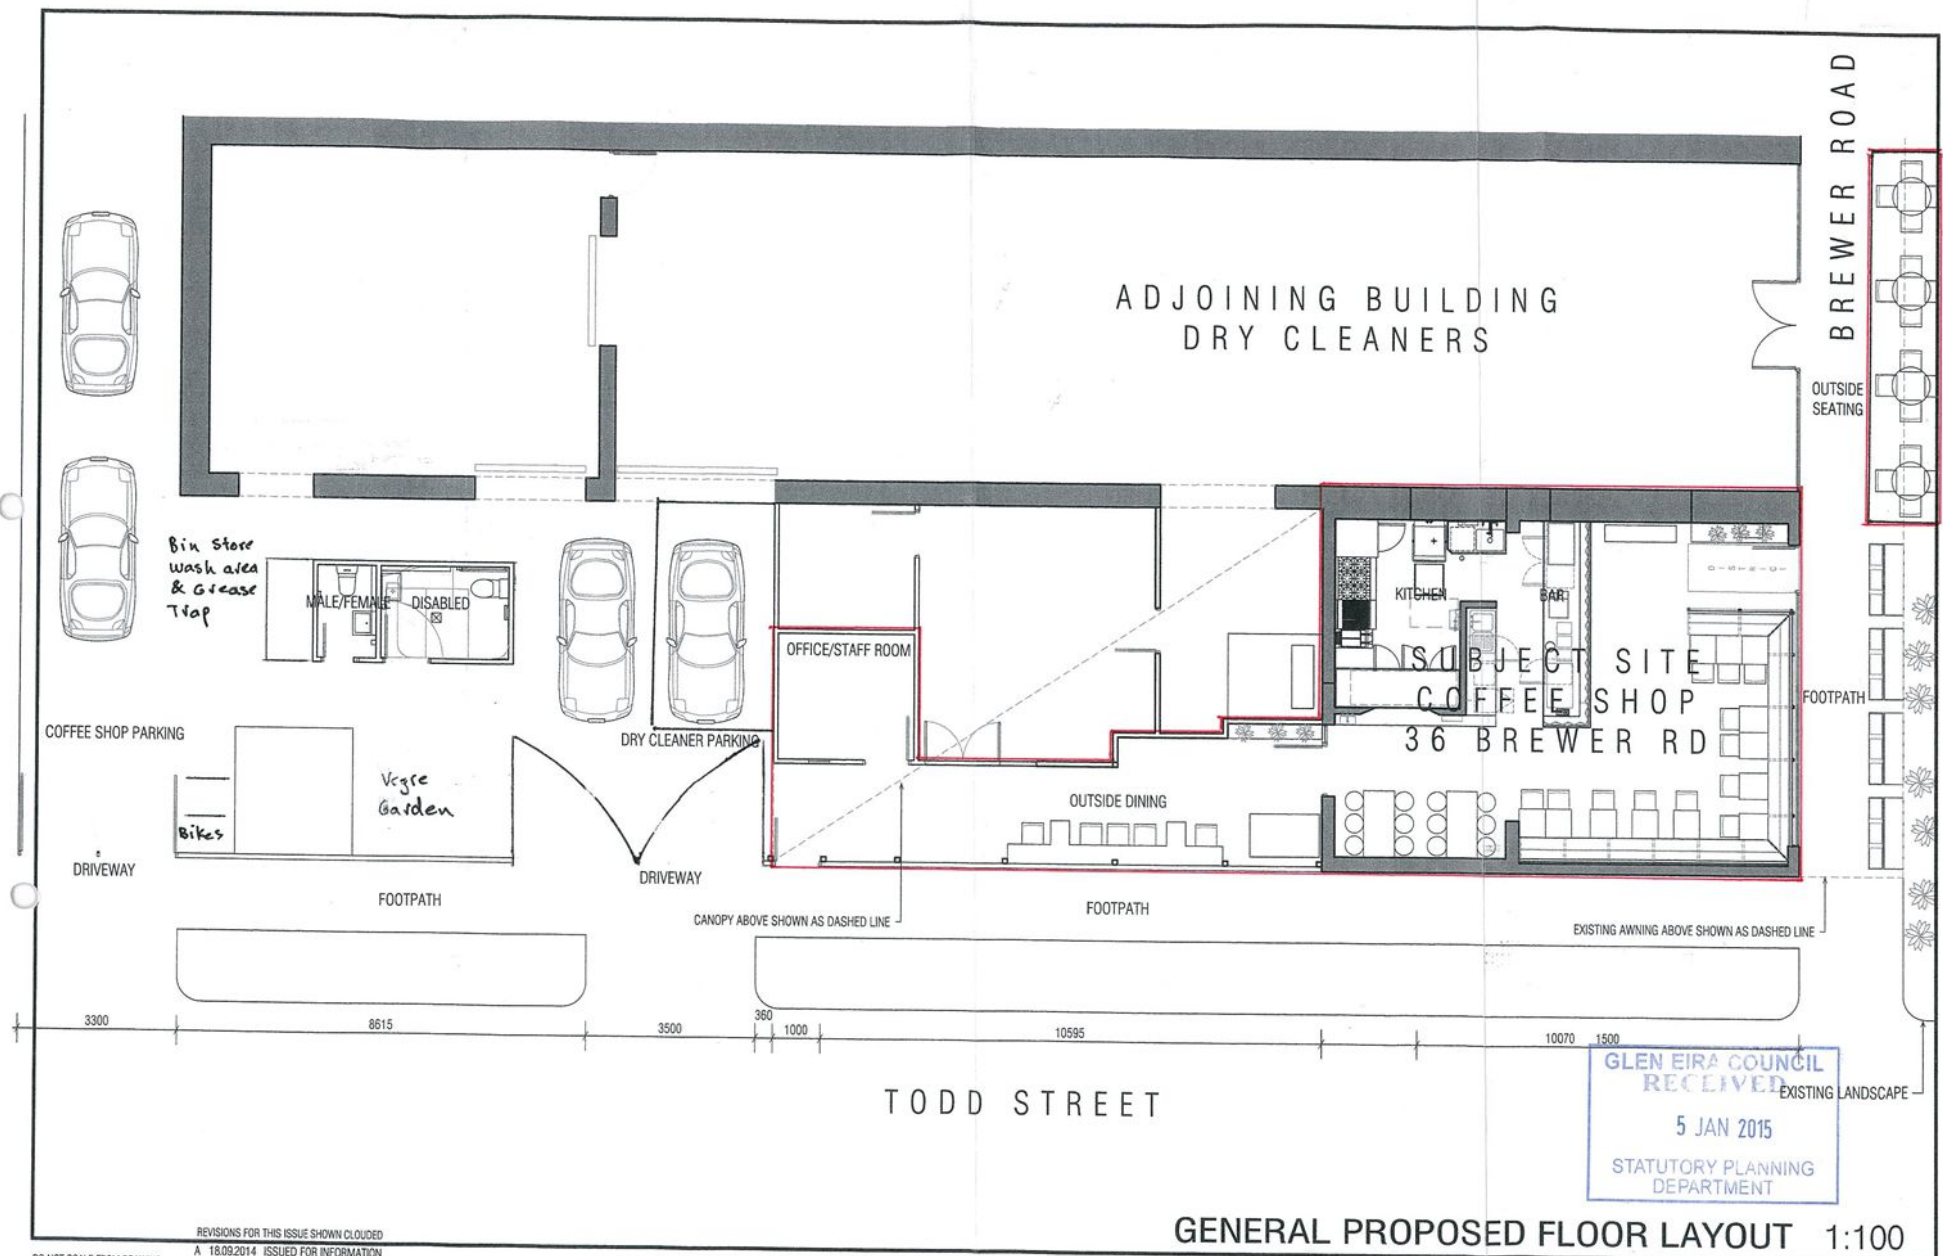 BREWER ROAD
ADJOINING BUILDING
DRY CLEANERS
OUTSIDE
SEATING
Bin Store
wash area
& Grease
Trap
MALE/FEMALE
DISABLED
OFFICE/STAFF ROOM
KITCHEN
BAR
DISTRICT
SUBJECT SITE
COFFEE SHOP
36 BREWER RD
FOOTPATH
COFFEE SHOP PARKING
DRY CLEANER PARKING
Vegie
Garden
Bikes
OUTSIDE DINING
DRIVEWAY
DRIVEWAY
FOOTPATH
FOOTPATH
CANOPY ABOVE SHOWN AS DASHED LINE
EXISTING AWNING ABOVE SHOWN AS DASHED LINE
3300
8615
3500
360
1000
10595
10070
1500
TODD STREET
GLEN EIRA COUNCIL
RECEIVED
5 JAN 2015
STATUTORY PLANNING
DEPARTMENT
EXISTING LANDSCAPE
GENERAL PROPOSED FLOOR LAYOUT 1:100
REVISIONS FOR THIS ISSUE SHOWN CLOUDED
A 18.09.2014 ISSUED FOR INFORMATION